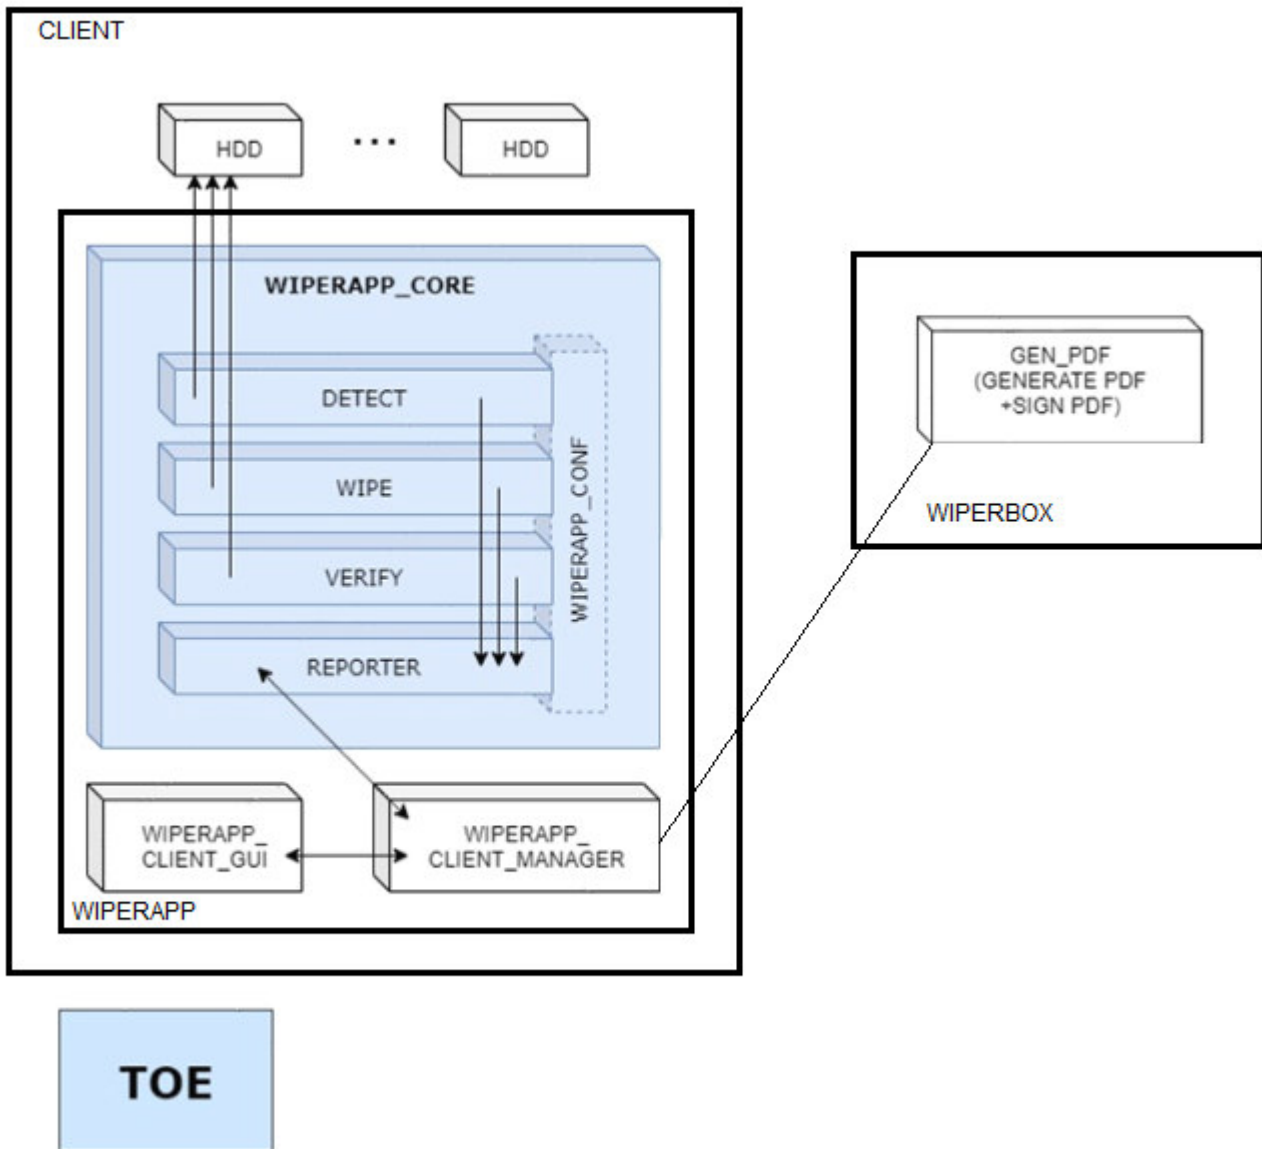 CLIENT
HDD
...
HDD
WIPERAPP_CORE
DETECT
WIPE
VERIFY
REPORTER
WIPERAPP_CONF
WIPERAPP_
CLIENT_GUI
WIPERAPP_
CLIENT_MANAGER
WIPERAPP
GEN_PDF
(GENERATE PDF
+SIGN PDF)
WIPERBOX
TOE